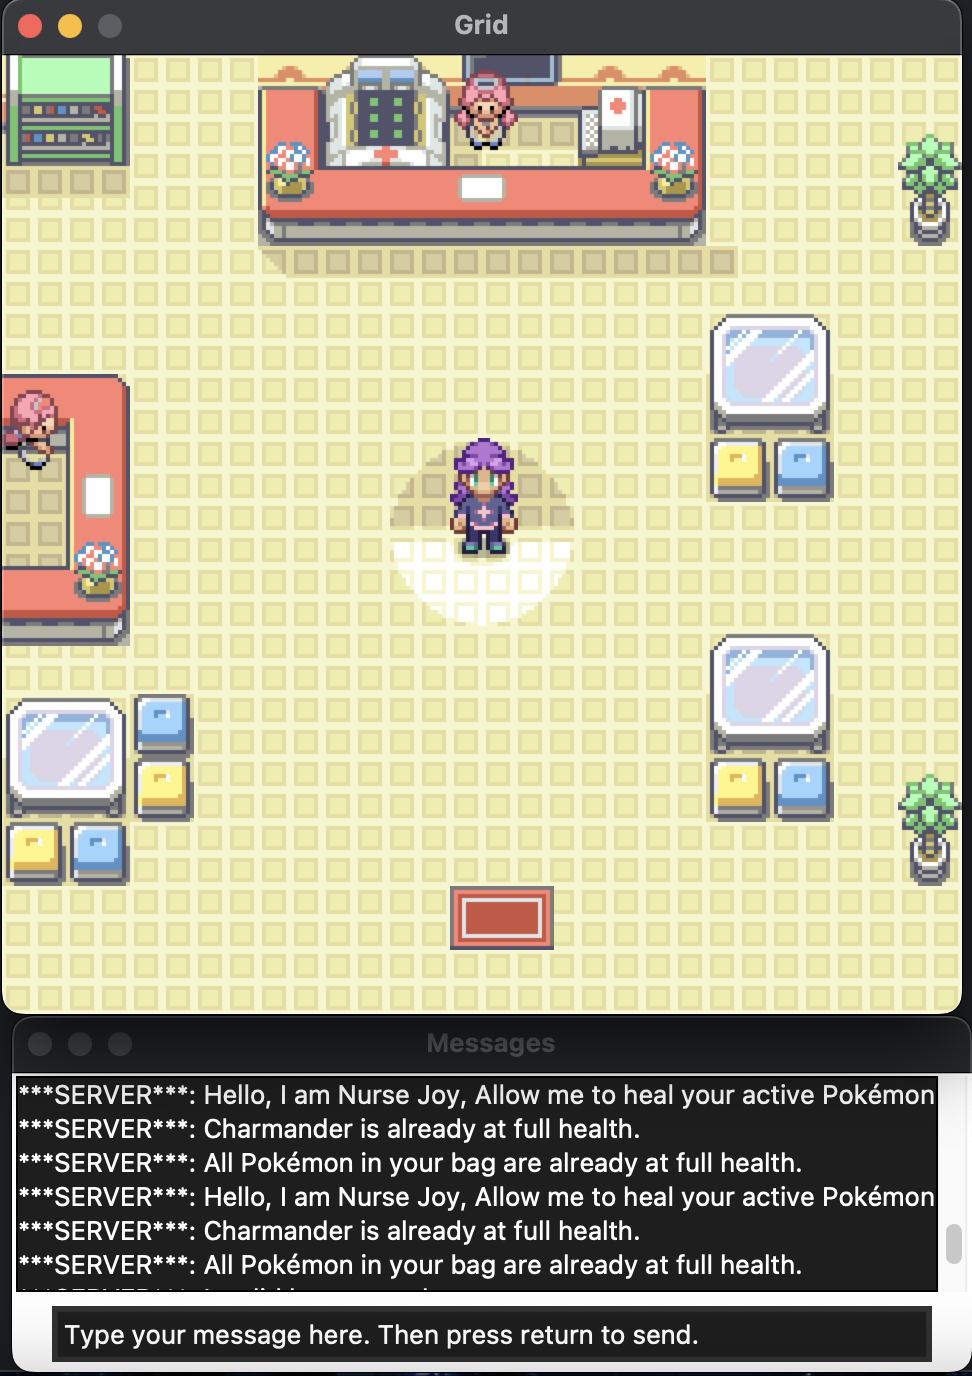 Grid
Messages
***SERVER***: Hello, I am Nurse Joy, Allow me to heal your active Pokémon
***SERVER***: Charmander is already at full health.
***SERVER***: All Pokémon in your bag are already at full health.
***SERVER***: Hello, I am Nurse Joy, Allow me to heal your active Pokémon
***SERVER***: Charmander is already at full health.
***SERVER***: All Pokémon in your bag are already at full health.
Type your message here. Then press return to send.